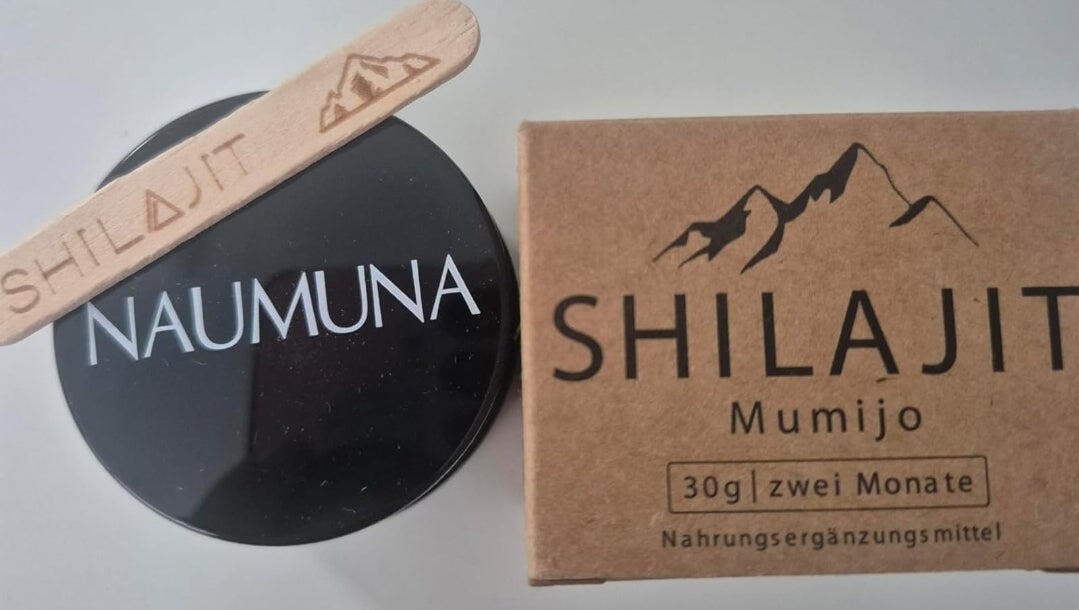 SHILAJIT
NAUMUNA
SHILAJIT
Mumijo
30g | zwei Monate
Nahrungsergänzungsmittel